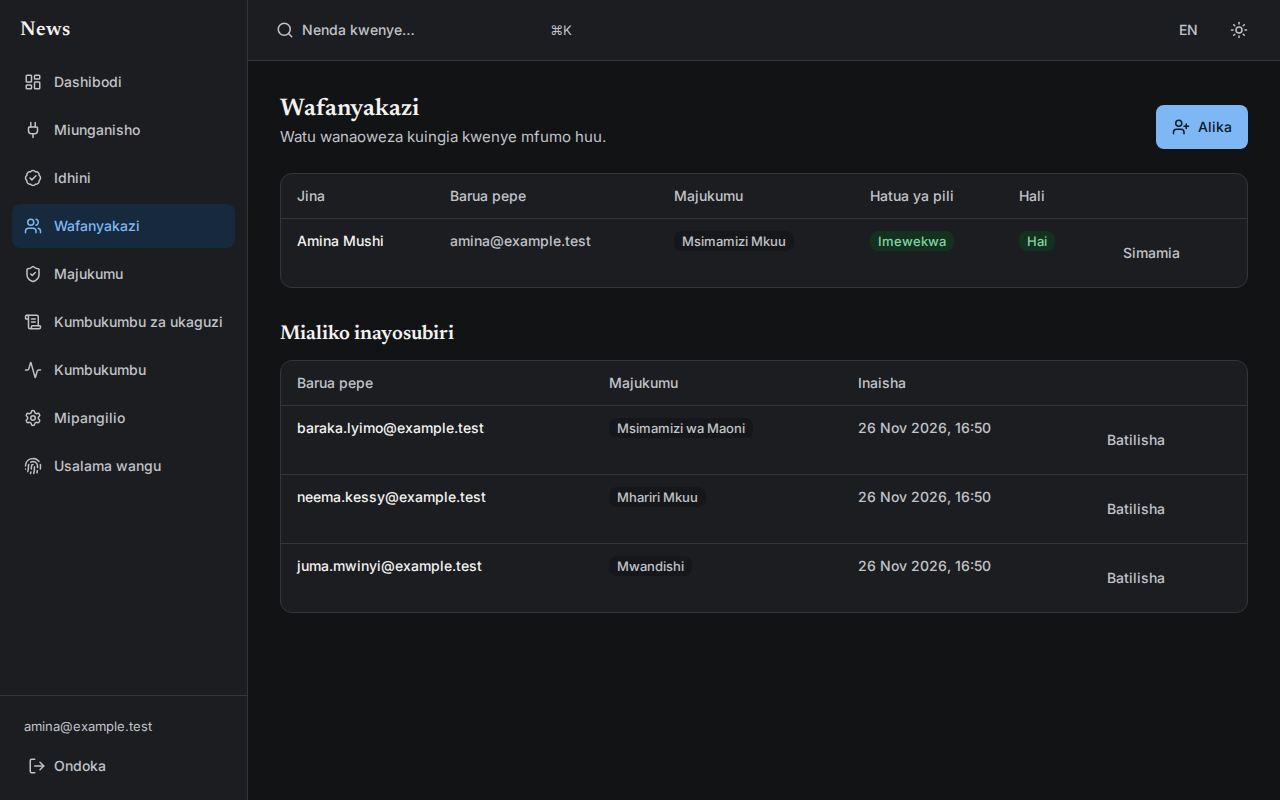 News
Dashibodi
Miunganisho
Idhini
Wafanyakazi
Majukumu
Kumbukumbu za ukaguzi
Kumbukumbu
Mipangilio
Usalama wangu
amina@example.test
Ondoka
Nenda kwenye... ⌘K EN
Wafanyakazi
Watu wanaoweza kuingia kwenye mfumo huu.
Alika
Jina Barua pepe Majukumu Hatua ya pili Hali
Amina Mushi amina@example.test Msimamizi Mkuu Imewekwa Hai Simamia
Mialiko inayosubiri
Barua pepe Majukumu Inaisha
baraka.lyimo@example.test Msimamizi wa Maoni 26 Nov 2026, 16:50 Batilisha
neema.kessy@example.test Mhariri Mkuu 26 Nov 2026, 16:50 Batilisha
juma.mwinyi@example.test Mwandishi 26 Nov 2026, 16:50 Batilisha